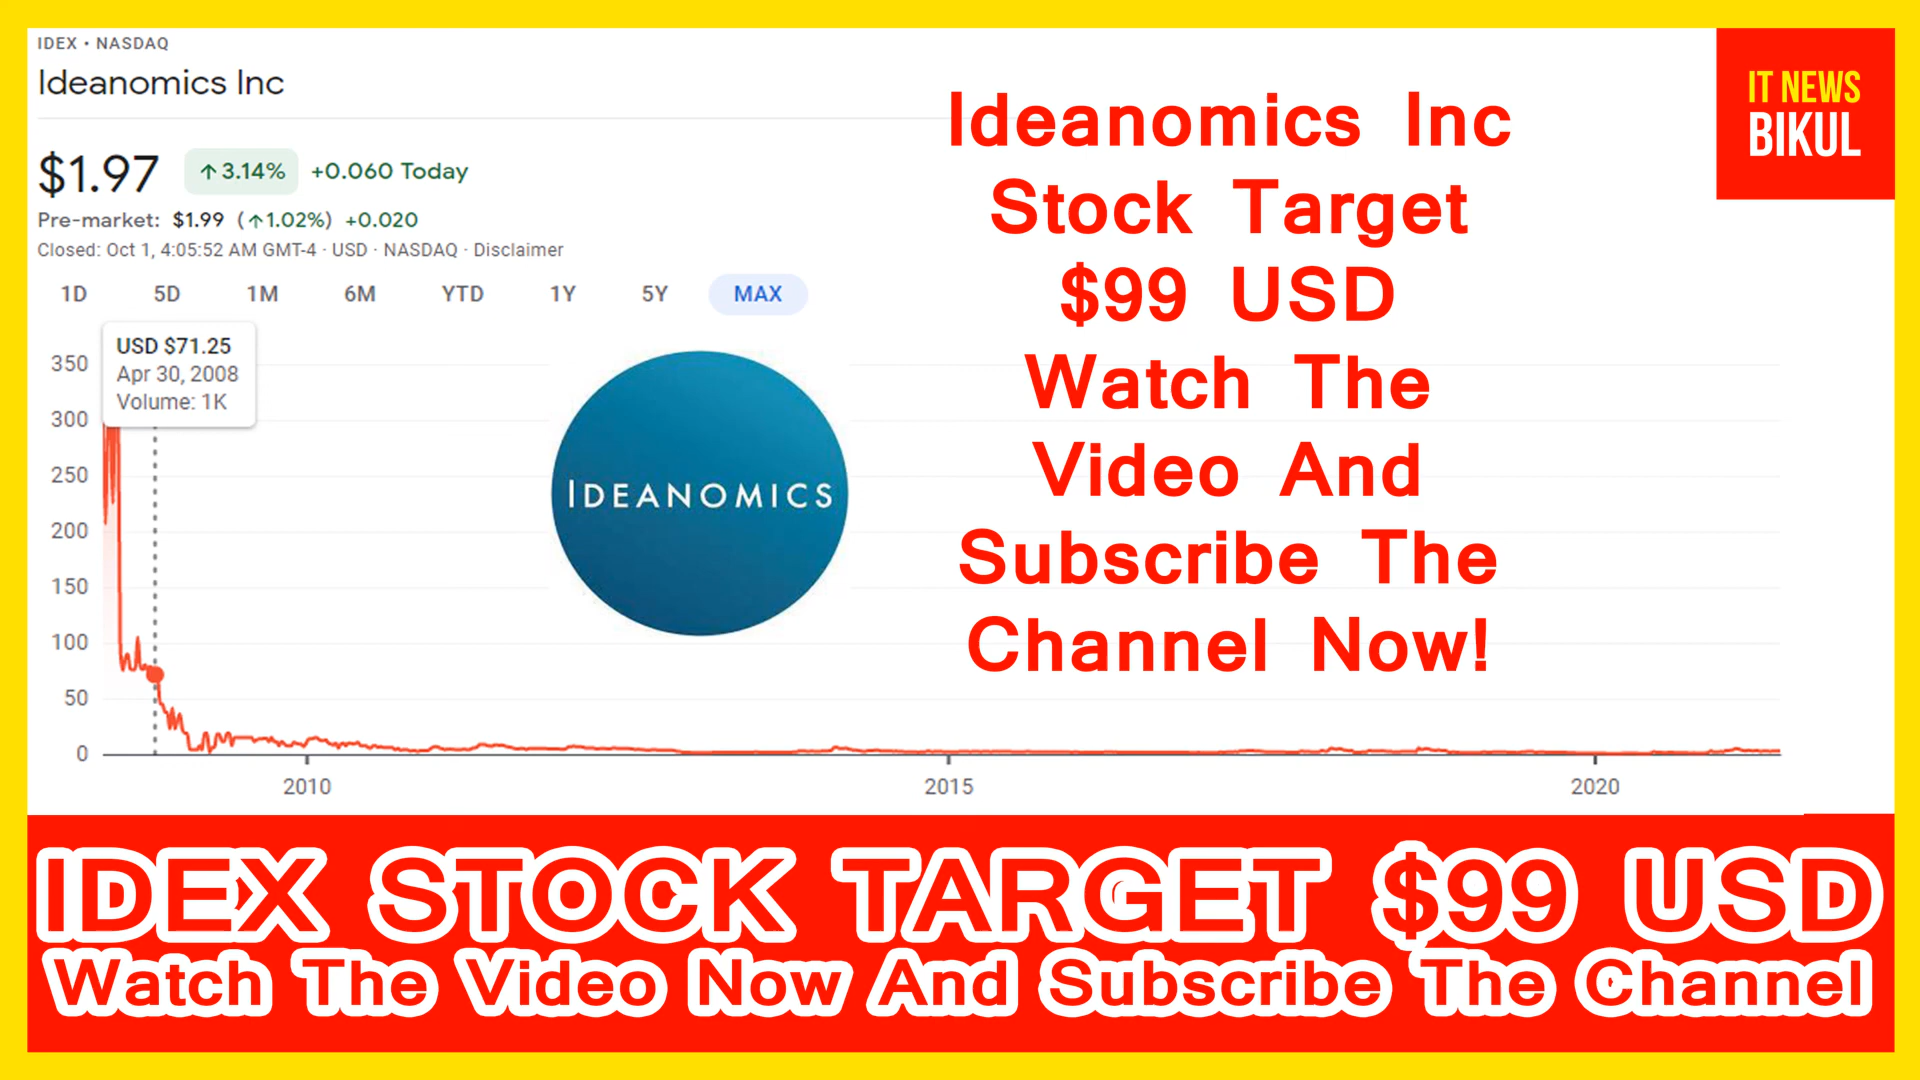 IDEX • NASDAQ
Ideanomics Inc
$1.97 ↑3.14% +0.060 Today
Pre-market: $1.99 (↑1.02%) +0.020
Closed: Oct 1, 4:05:52 AM GMT-4 · USD · NASDAQ · Disclaimer
1D 5D 1M 6M YTD 1Y 5Y MAX
USD $71.25
Apr 30, 2008
Volume: 1K
350
300
250
200
150
100
50
0
2010 2015 2020
IDEANOMICS
Ideanomics Inc
Stock Target
$99 USD
Watch The
Video And
Subscribe The
Channel Now!
IT NEWS
BIKUL
IDEX STOCK TARGET $99 USD
Watch The Video Now And Subscribe The Channel